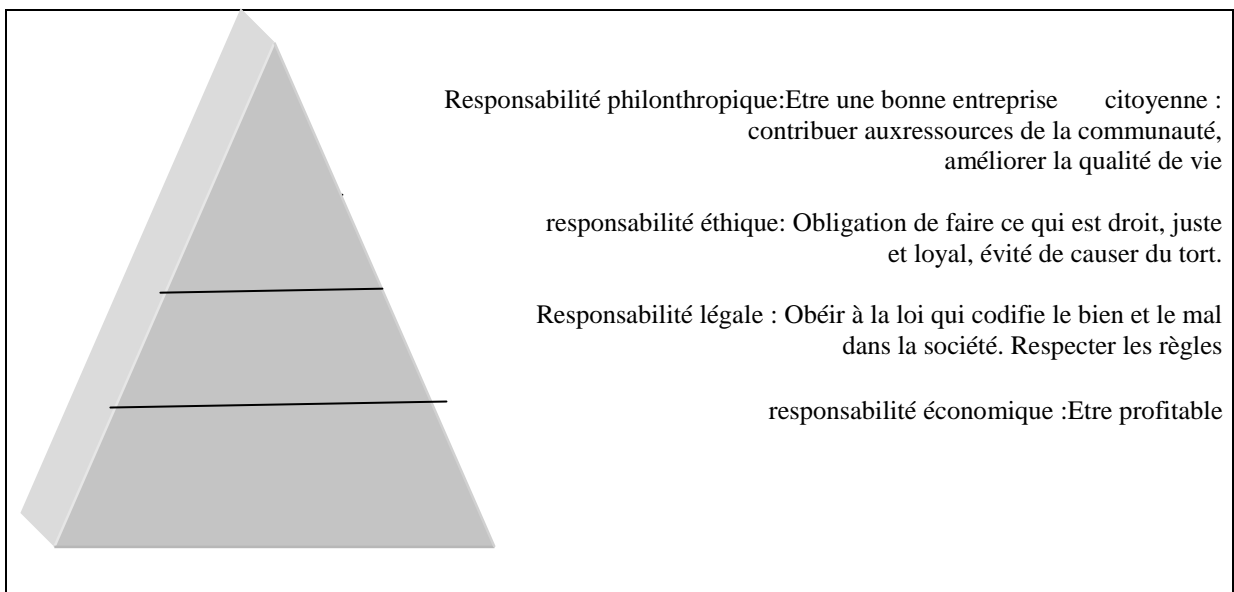 Responsabilité philonthropique:Etre une bonne entreprise citoyenne :
contribuer auxressources de la communauté,
améliorer la qualité de vie
responsabilité éthique: Obligation de faire ce qui est droit, juste
et loyal, évité de causer du tort.
Responsabilité légale : Obéir à la loi qui codifie le bien et le mal
dans la société. Respecter les règles
responsabilité économique :Etre profitable